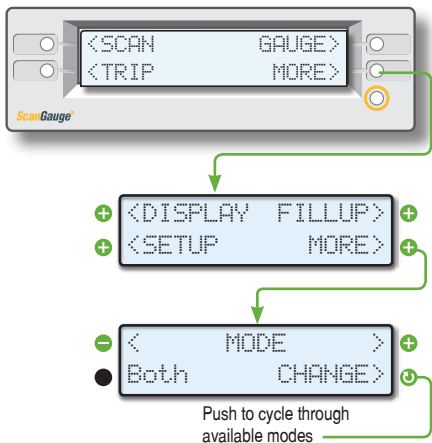 <SCAN GAUGE>
<TRIP MORE>
ScanGauge®
<DISPLAY FILLUP>
<SETUP MORE>
< MODE >
Both CHANGE>
Push to cycle through
available modes